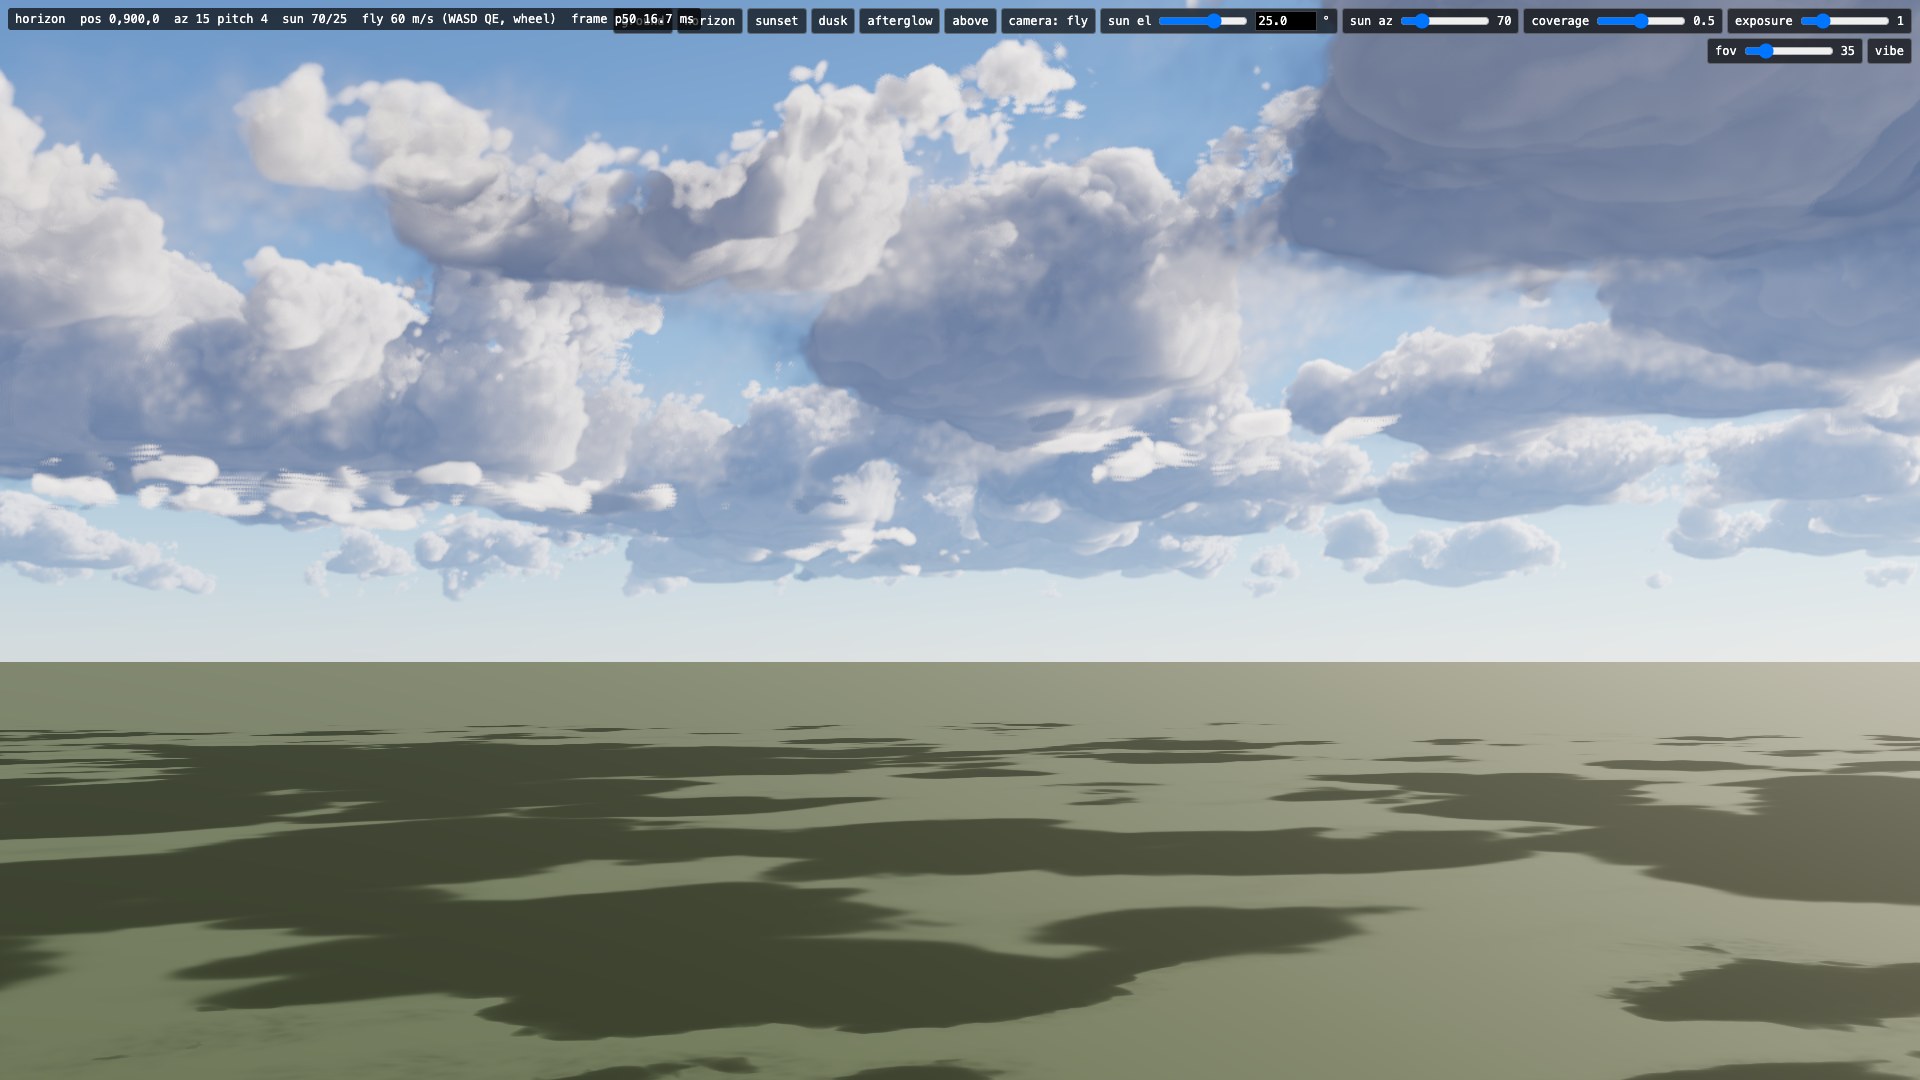 horizon pos 0,900,0 az 15 pitch 4 sun 70/25 fly 60 m/s (WASD QE, wheel) frame p50 16.7 ms
sunset dusk afterglow above camera: fly sun el 25.0 ° sun az 70 coverage 0.5 exposure 1
fov 35 vibe